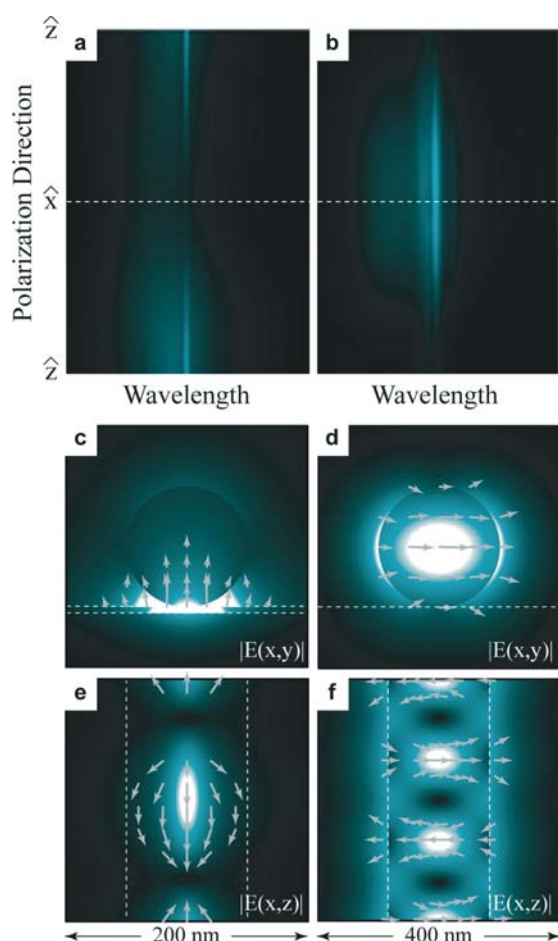 ẑ
a
b
x̂
Polarization Direction
ẑ
Wavelength
Wavelength
c
d
|E(x,y)|
|E(x,y)|
e
f
|E(x,z)|
|E(x,z)|
200 nm
400 nm